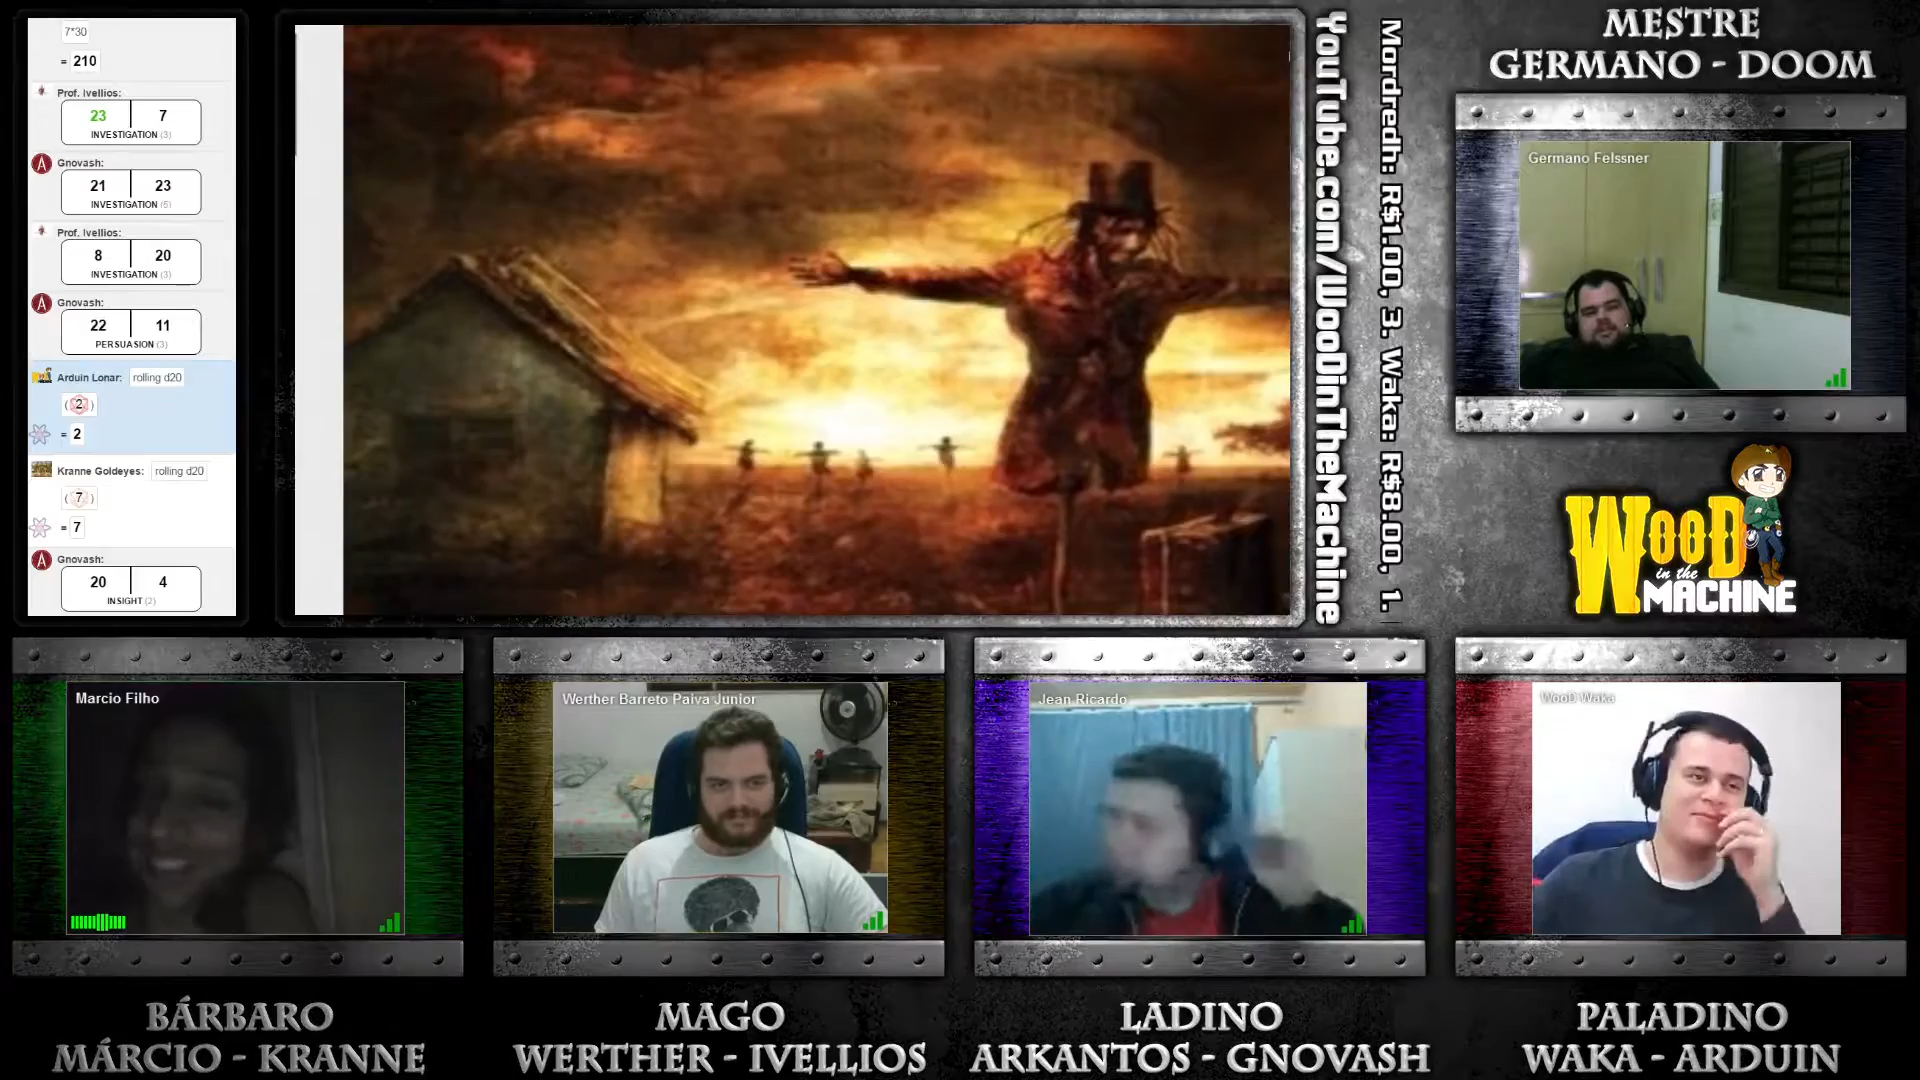 7*30
= 210
Prof. Ivellios:
23 7
INVESTIGATION (3)
Gnovash:
21 23
INVESTIGATION (5)
Prof. Ivellios:
8 20
INVESTIGATION (3)
Gnovash:
22 11
PERSUASION (3)
Arduin Lonar: rolling d20
(2)
= 2
Kranne Goldeyes: rolling d20
(7)
= 7
Gnovash:
20 4
INSIGHT (2)
YouTube.com/WooDinTheMachine
Mordredh: R$1.00, 3. Waka: R$8.00, 1.
MESTRE
GERMANO - DOOM
Germano Felssner
WOOD
in the
MACHINE
Marcio Filho
Werther Barreto Paiva Junior
Jean Ricardo
WooD Waka
BÁRBARO
MÁRCIO - KRANNE
MAGO
WERTHER - IVELLIOS
LADINO
ARKANTOS - GNOVASH
PALADINO
WAKA - ARDUIN